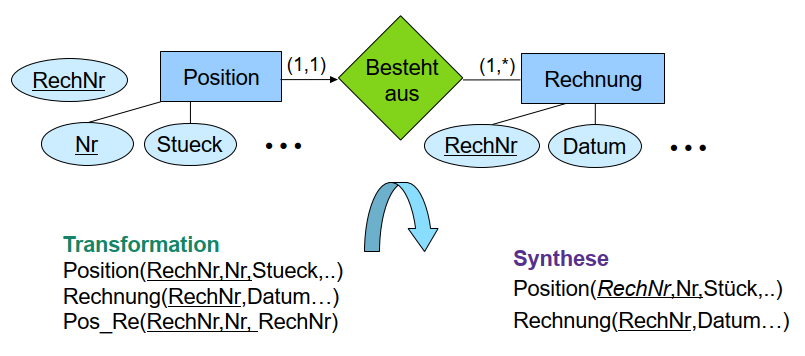 RechNr
Position
(1,1)
Besteht
aus
(1,*)
Rechnung
Nr
Stueck
• • •
RechNr
Datum
• • •
Transformation
Position(RechNr,Nr,Stueck,..)
Rechnung(RechNr,Datum…)
Pos_Re(RechNr,Nr, RechNr)
Synthese
Position(RechNr,Nr,Stück,..)
Rechnung(RechNr,Datum…)